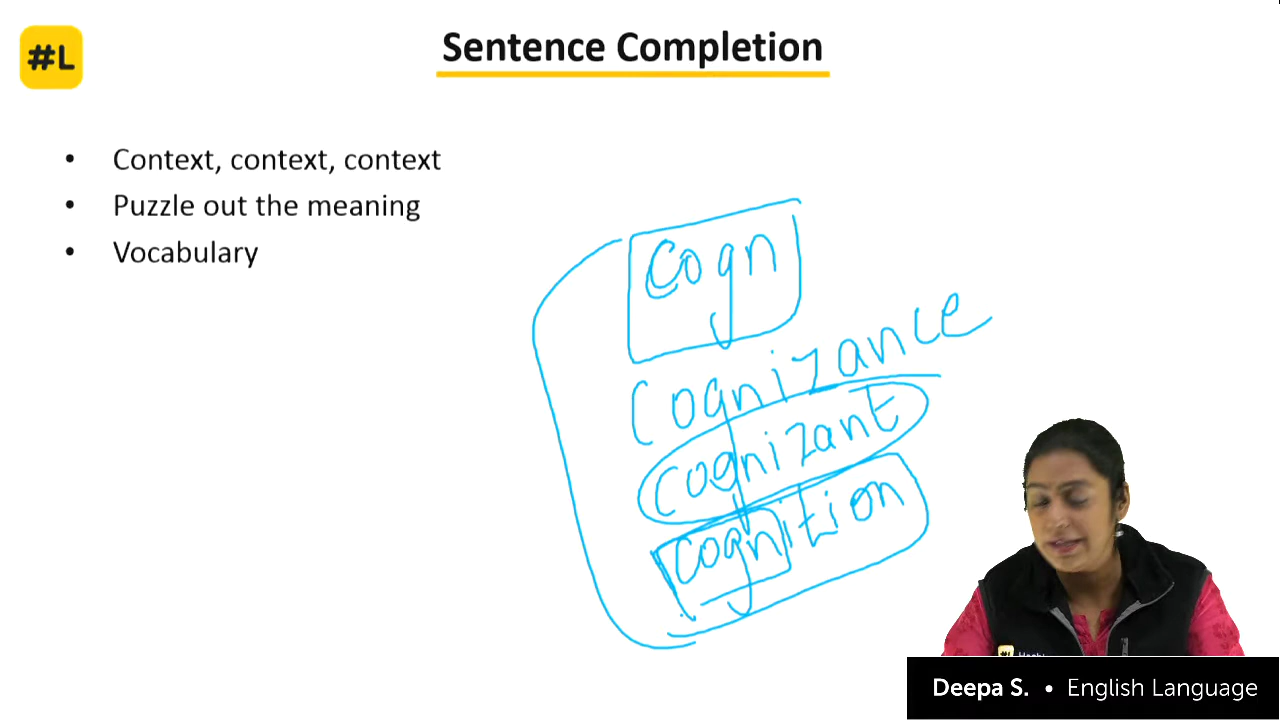 #L
Sentence Completion
• Context, context, context
• Puzzle out the meaning
• Vocabulary
Cogn
Cognizance
Cognizant
Cognition
#L
Deepa S. • English Language